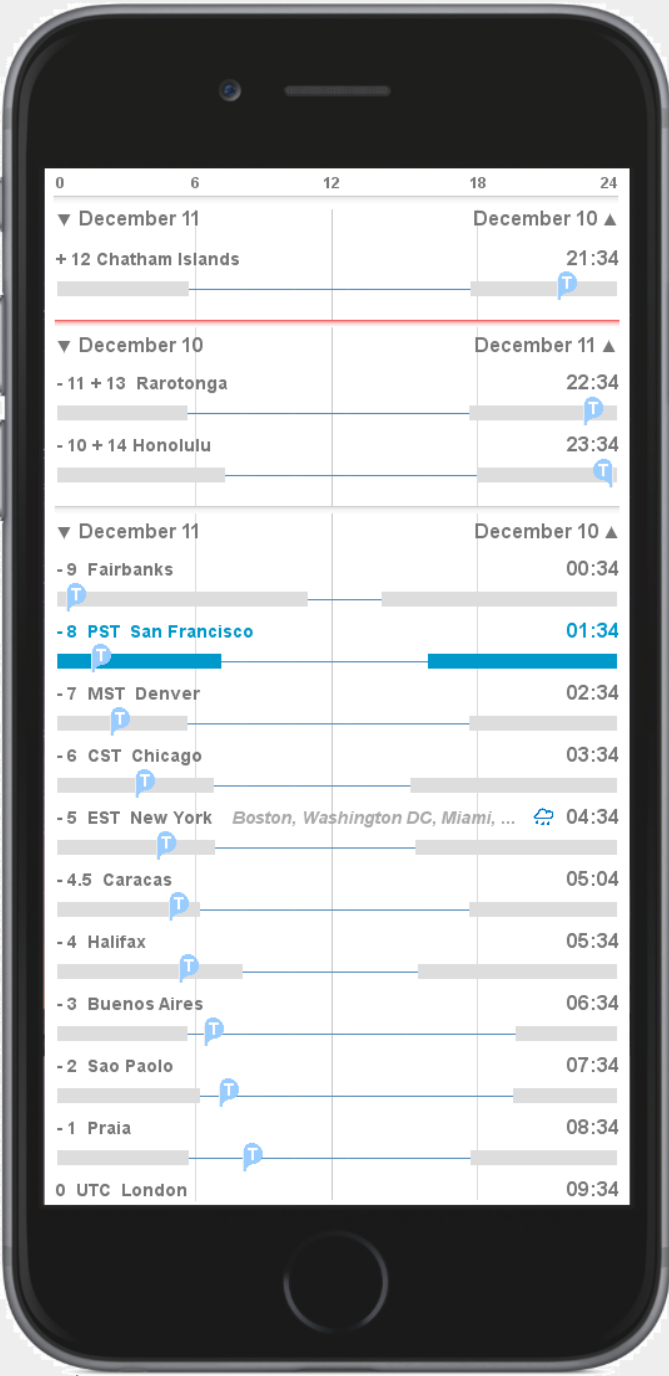 0 6 12 18 24
▼ December 11 December 10 ▲
+ 12 Chatham Islands 21:34
T
▼ December 10 December 11 ▲
- 11 + 13 Rarotonga 22:34
T
- 10 + 14 Honolulu 23:34
T
▼ December 11 December 10 ▲
- 9 Fairbanks 00:34
T
- 8 PST San Francisco 01:34
T
- 7 MST Denver 02:34
T
- 6 CST Chicago 03:34
T
- 5 EST New York Boston, Washington DC, Miami, ... 04:34
T
- 4.5 Caracas 05:04
T
- 4 Halifax 05:34
T
- 3 Buenos Aires 06:34
T
- 2 Sao Paolo 07:34
T
- 1 Praia 08:34
T
0 UTC London 09:34